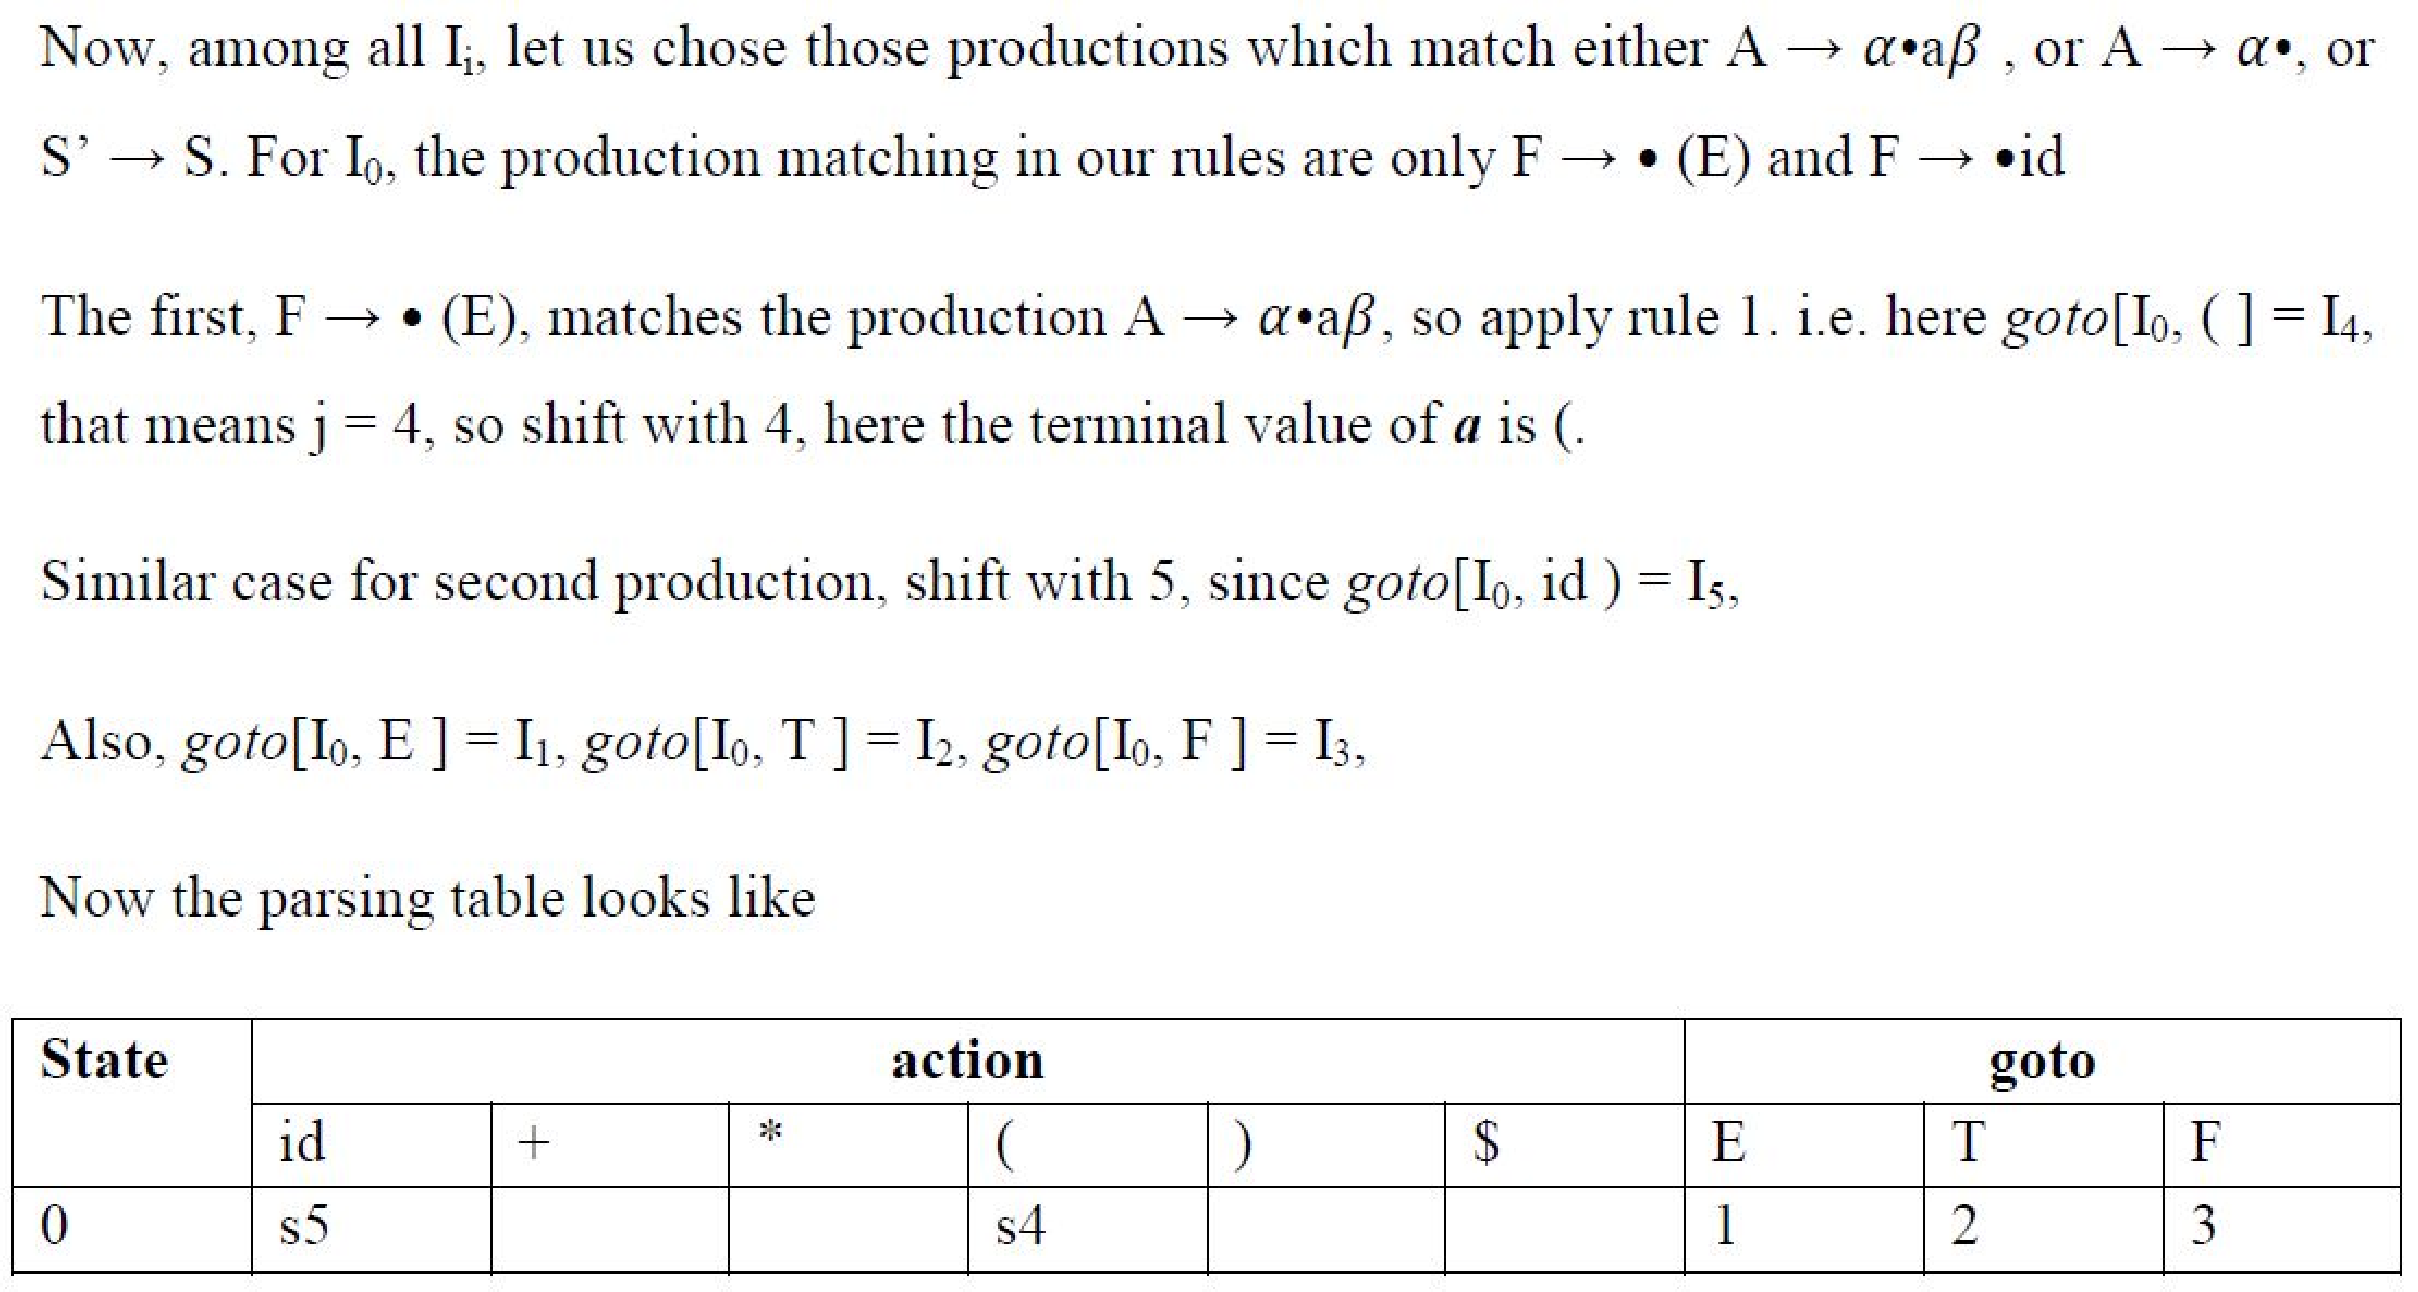 Now, among all Iᵢ, let us chose those productions which match either A → α•aβ , or A → α•, or
S’ → S. For I₀, the production matching in our rules are only F → • (E) and F → •id
The first, F → • (E), matches the production A → α•aβ, so apply rule 1. i.e. here goto[I₀, ( ] = I₄,
that means j = 4, so shift with 4, here the terminal value of a is (.
Similar case for second production, shift with 5, since goto[I₀, id ) = I₅,
Also, goto[I₀, E ] = I₁, goto[I₀, T ] = I₂, goto[I₀, F ] = I₃,
Now the parsing table looks like
State action goto
id + * ( ) $ E T F
0 s5 s4 1 2 3